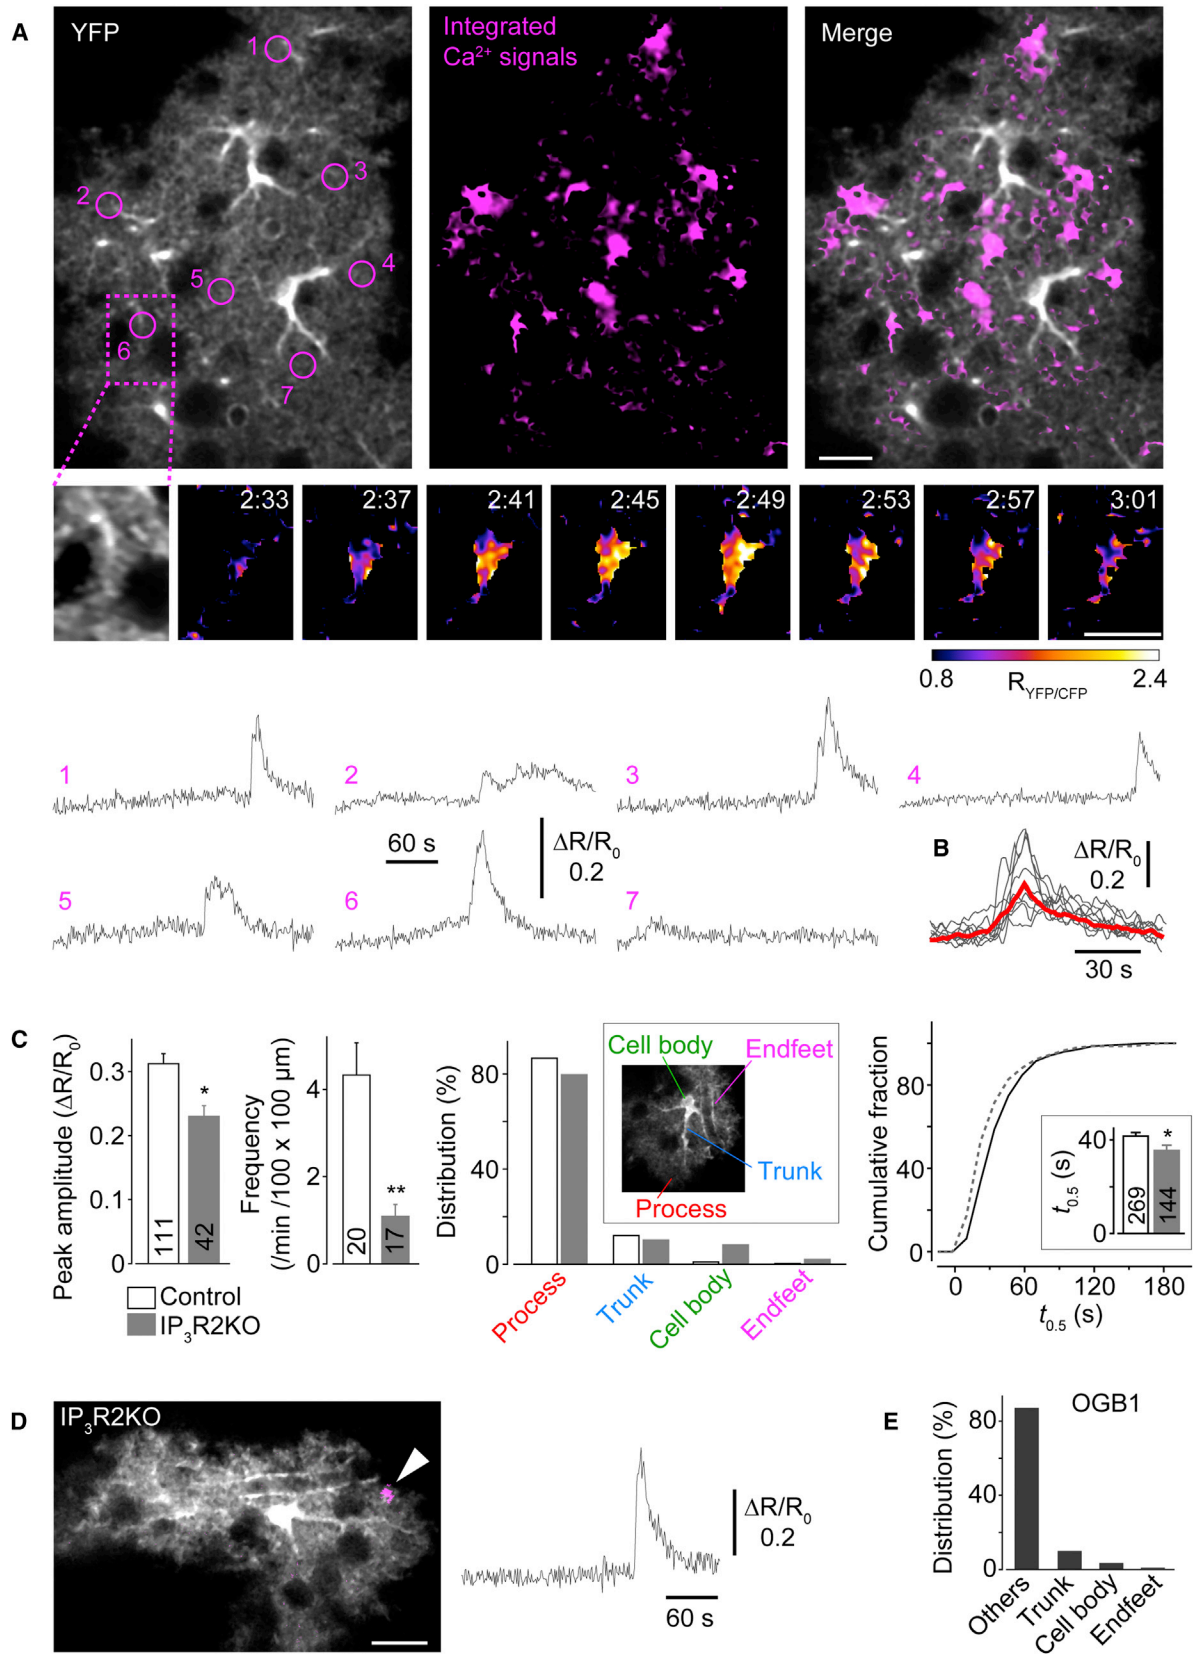 A
YFP
Integrated
Ca²⁺ signals
Merge
1
2
3
4
5
6
7
2:33
2:37
2:41
2:45
2:49
2:53
2:57
3:01
0.8
R_YFP/CFP
2.4
1
2
3
4
60 s
ΔR/R₀
0.2
5
6
7
B
ΔR/R₀
0.2
30 s
C
Peak amplitude (ΔR/R₀)
0.3
0.2
0.1
0
*
111
42
Control
IP₃R2KO
Frequency
(/min /100 x 100 μm)
4
2
0
**
20
17
Distribution (%)
80
40
0
Cell body
Endfeet
Trunk
Process
Process
Trunk
Cell body
Endfeet
Cumulative fraction
80
40
0
0
60
120
180
t₀.₅ (s)
t₀.₅ (s)
40
0
*
269
144
D
IP₃R2KO
ΔR/R₀
0.2
60 s
E
OGB1
Distribution (%)
80
40
0
Others
Trunk
Cell body
Endfeet